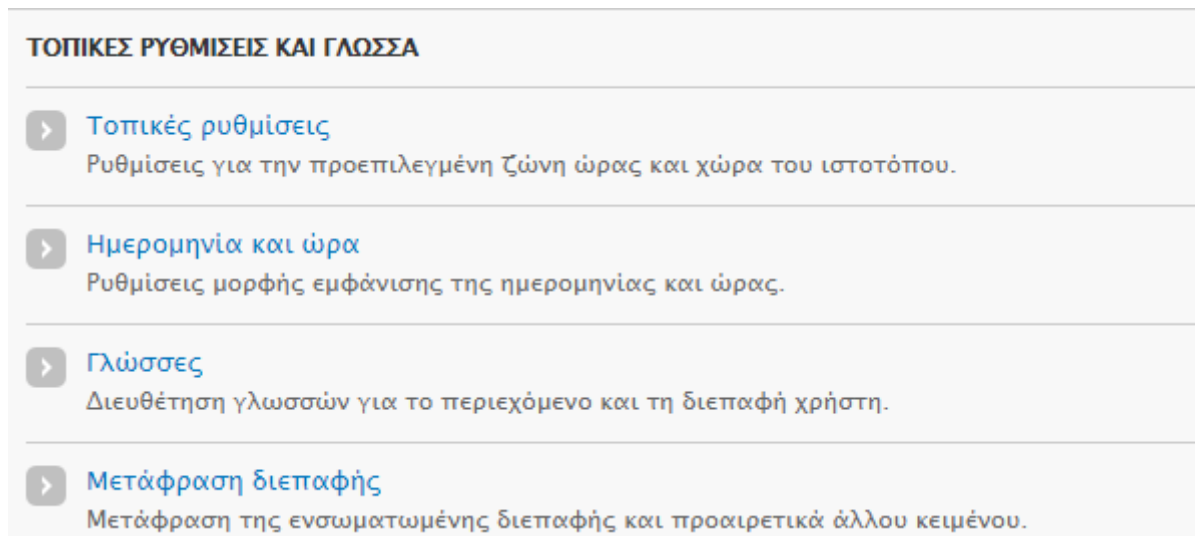 ΤΟΠΙΚΕΣ ΡΥΘΜΙΣΕΙΣ ΚΑΙ ΓΛΩΣΣΑ
Τοπικές ρυθμίσεις
Ρυθμίσεις για την προεπιλεγμένη ζώνη ώρας και χώρα του ιστοτόπου.
Ημερομηνία και ώρα
Ρυθμίσεις μορφής εμφάνισης της ημερομηνίας και ώρας.
Γλώσσες
Διευθέτηση γλωσσών για το περιεχόμενο και τη διεπαφή χρήστη.
Μετάφραση διεπαφής
Μετάφραση της ενσωματωμένης διεπαφής και προαιρετικά άλλου κειμένου.